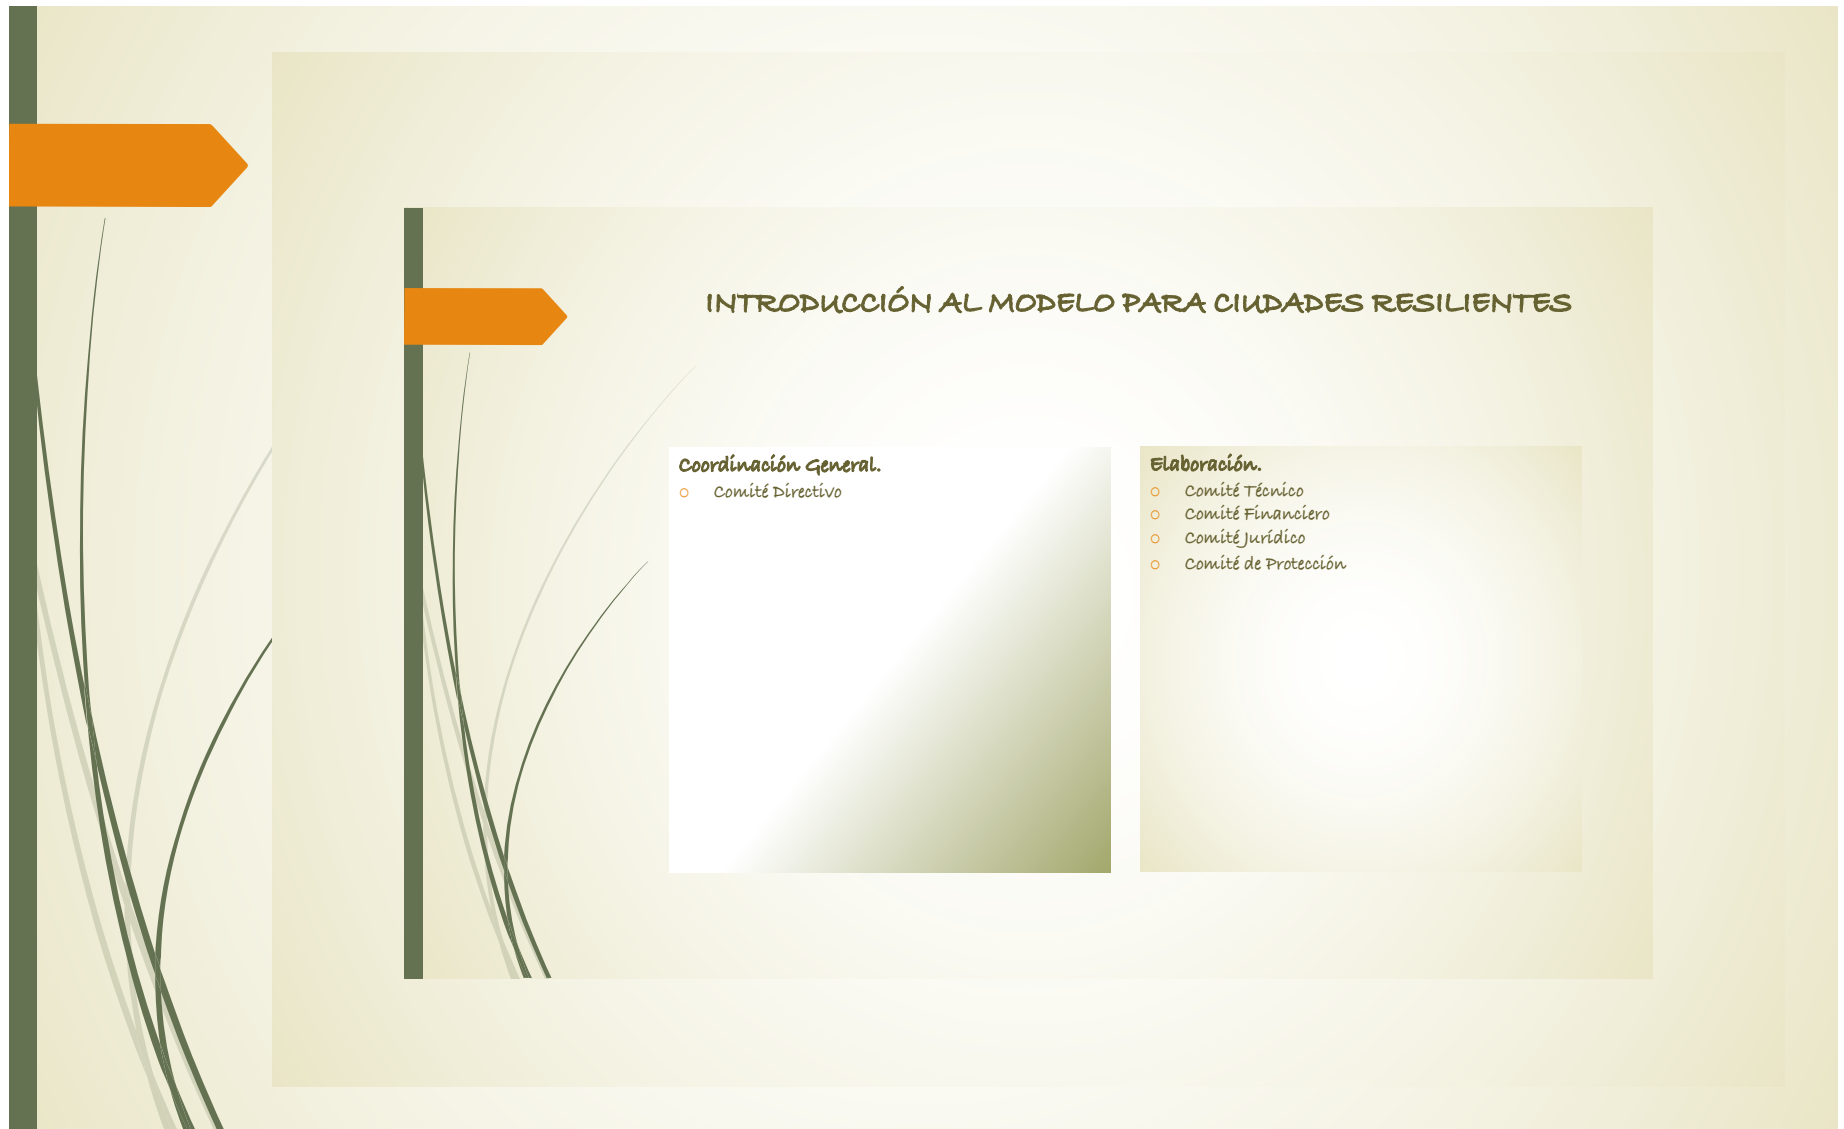 INTRODUCCIÓN AL MODELO PARA CIUDADES RESILIENTES
Coordinación General.
Comité Directivo
Elaboración.
Comité Técnico
Comité Financiero
Comité Jurídico
Comité de Protección